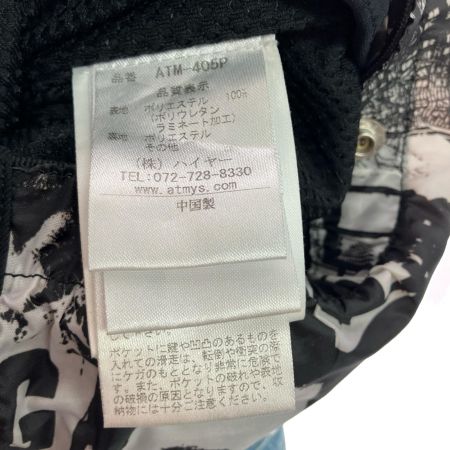 品番 ATM-405P
品質表示
表地 ポリエステル 100%
(ポリウレタン
ラミネート加工)
裏地 ポリエステル
その他
(株) ハイヤー
TEL:072-728-8330
www.atmys.com
中国製
ポケットに鍵や凹凸のあるものを
入れての滑走は、転倒や衝突の際
にケガのもととなり非常に危険で
す。また、ポケットの破れや表地
の破損の原因となりますので、収
納物には十分ご注意ください。